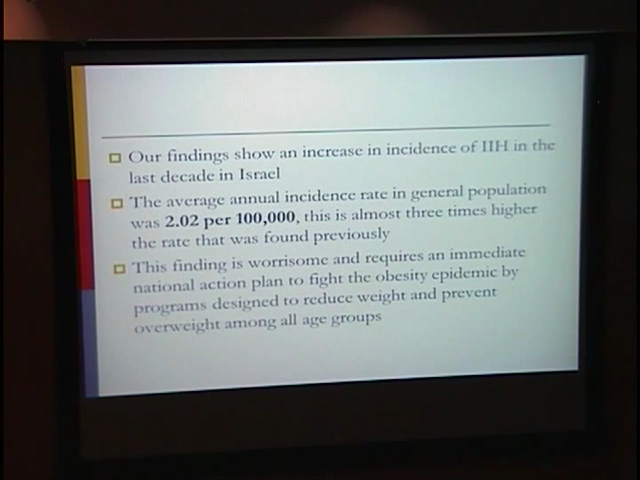 Our findings show an increase in incidence of IIH in the
last decade in Israel
The average annual incidence rate in general population
was 2.02 per 100,000, this is almost three times higher
the rate that was found previously
This finding is worrisome and requires an immediate
national action plan to fight the obesity epidemic by
programs designed to reduce weight and prevent
overweight among all age groups